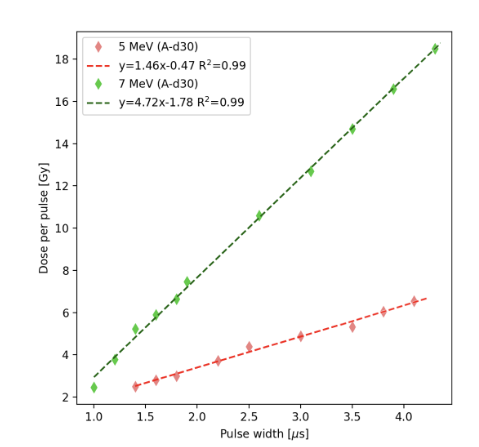 5 MeV (A-d30)
y=1.46x-0.47 R²=0.99
7 MeV (A-d30)
y=4.72x-1.78 R²=0.99
Dose per pulse [Gy]
18
16
14
12
10
8
6
4
2
1.0 1.5 2.0 2.5 3.0 3.5 4.0
Pulse width [μs]